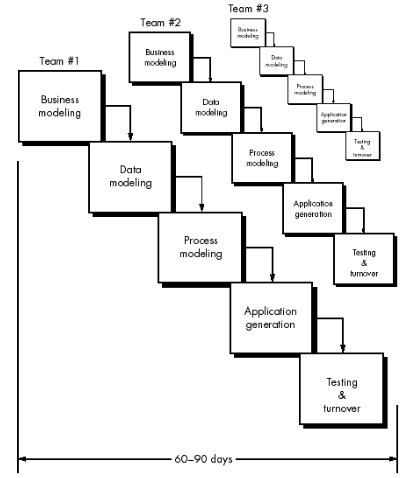 Team #1
Business
modeling
Data
modeling
Process
modeling
Application
generation
Testing
&
turnover
Team #2
Business
modeling
Data
modeling
Process
modeling
Application
generation
Testing
&
turnover
Team #3
Business
modeling
Data
modeling
Process
modeling
Application
generation
Testing
&
turnover
60–90 days